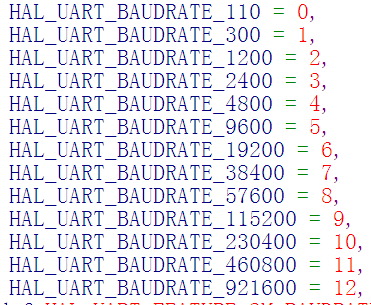 HAL_UART_BAUDRATE_110 = 0,
HAL_UART_BAUDRATE_300 = 1,
HAL_UART_BAUDRATE_1200 = 2,
HAL_UART_BAUDRATE_2400 = 3,
HAL_UART_BAUDRATE_4800 = 4,
HAL_UART_BAUDRATE_9600 = 5,
HAL_UART_BAUDRATE_19200 = 6,
HAL_UART_BAUDRATE_38400 = 7,
HAL_UART_BAUDRATE_57600 = 8,
HAL_UART_BAUDRATE_115200 = 9,
HAL_UART_BAUDRATE_230400 = 10,
HAL_UART_BAUDRATE_460800 = 11,
HAL_UART_BAUDRATE_921600 = 12,